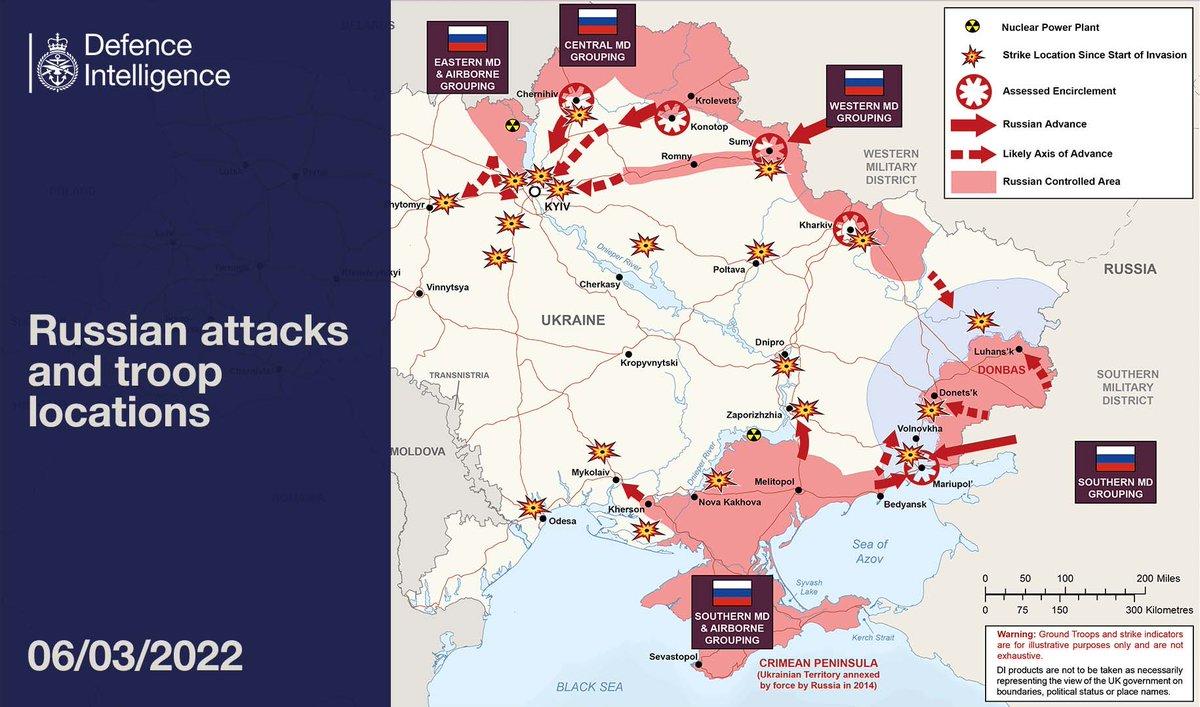 Defence
Intelligence
Russian attacks
and troop
locations
06/03/2022
EASTERN MD
& AIRBORNE
GROUPING
CENTRAL MD
GROUPING
WESTERN MD
GROUPING
Nuclear Power Plant
Strike Location Since Start of Invasion
Assessed Encirclement
Russian Advance
Likely Axis of Advance
Russian Controlled Area
BELARUS
POLAND
Chernihiv
Krolevets'
Konotop
Sumy
Romny
WESTERN
MILITARY
DISTRICT
hytomyr
KYIV
Kharkiv
Dnieper River
Poltava
Cherkasy
RUSSIA
Vinnytsya
UKRAINE
Dnipro
Kropyvnytski
Luhans'k
DONBAS
TRANSNISTRIA
Donets'k
SOUTHERN
MILITARY
DISTRICT
Zaporizhzhia
Volnovkha
MOLDOVA
Dnieper River
Mykolaiv
Melitopol
Mariupol'
SOUTHERN MD
GROUPING
Kherson
Nova Kakhova
Bedyansk
Odesa
Sea of
Azov
Syvash
Lake
SOUTHERN MD
& AIRBORNE
GROUPING
Kerch Strait
Sevastopol
CRIMEAN PENINSULA
(Ukrainian Territory annexed
by force by Russia in 2014)
BLACK SEA
0 50 100 200 Miles
0 75 150 300 Kilometres
Warning: Ground Troops and strike indicators
are for illustrative purposes only and are not
exhaustive.
DI products are not to be taken as necessarily
representing the view of the UK government on
boundaries, political status or place names.